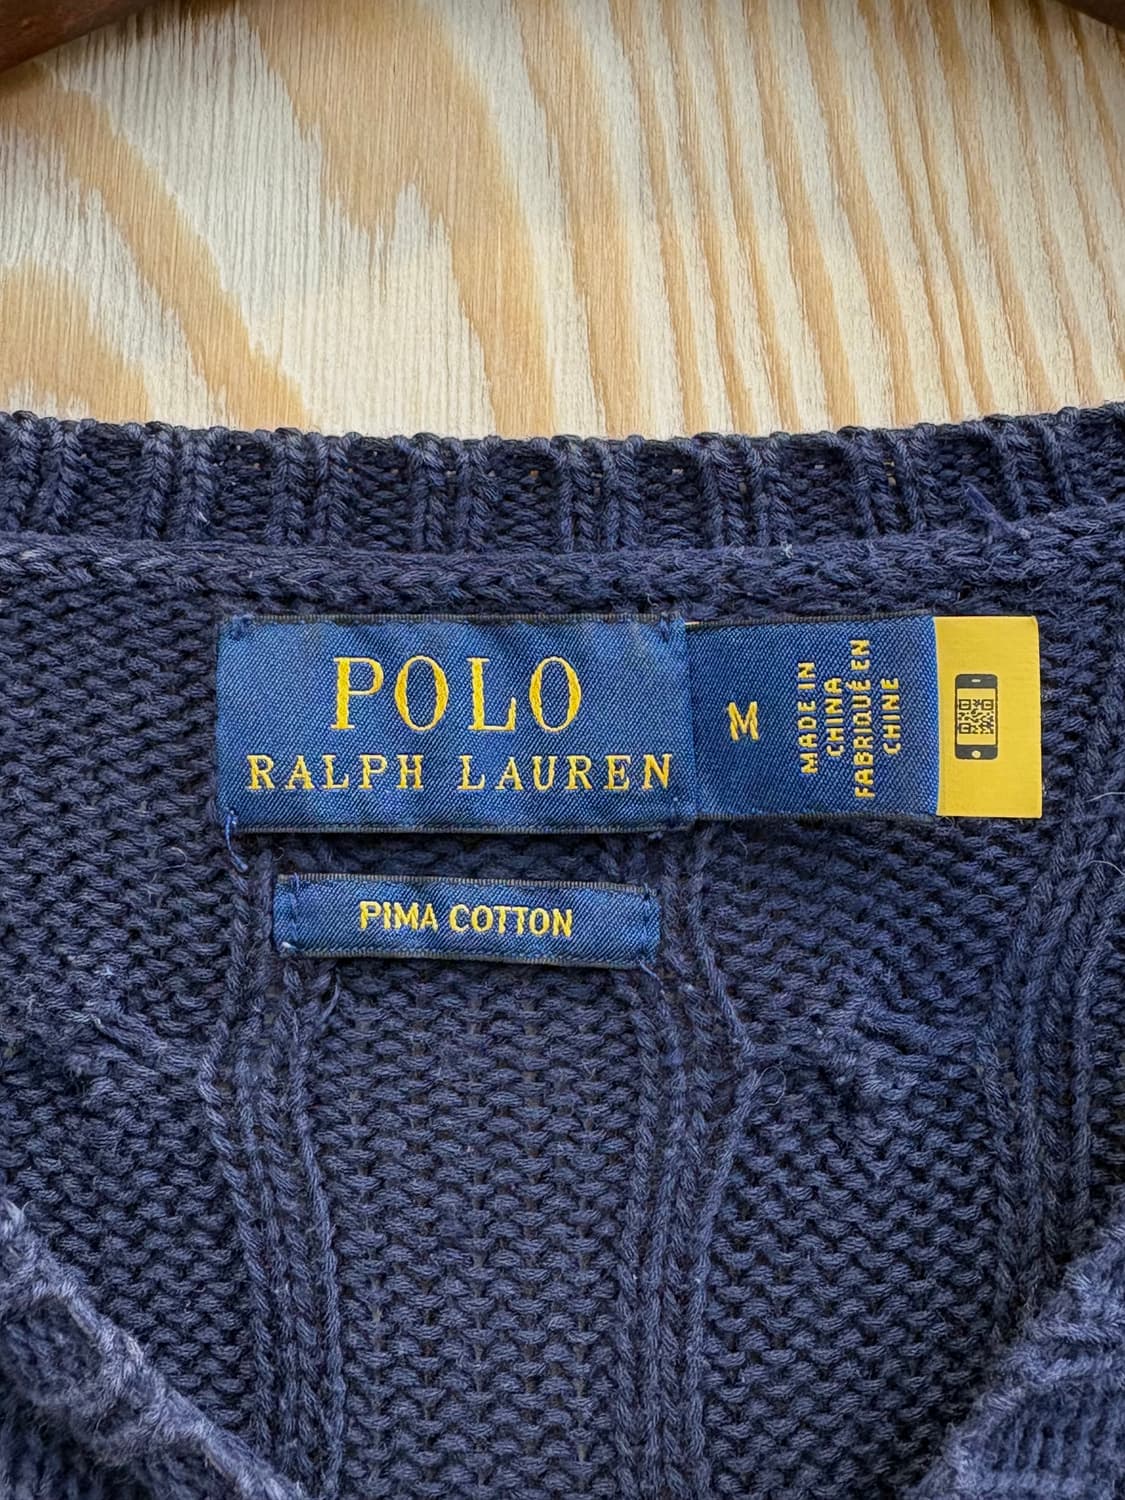 POLO
RALPH LAUREN
M
MADE IN
CHINA
FABRIQUÉ EN
CHINE
PIMA COTTON